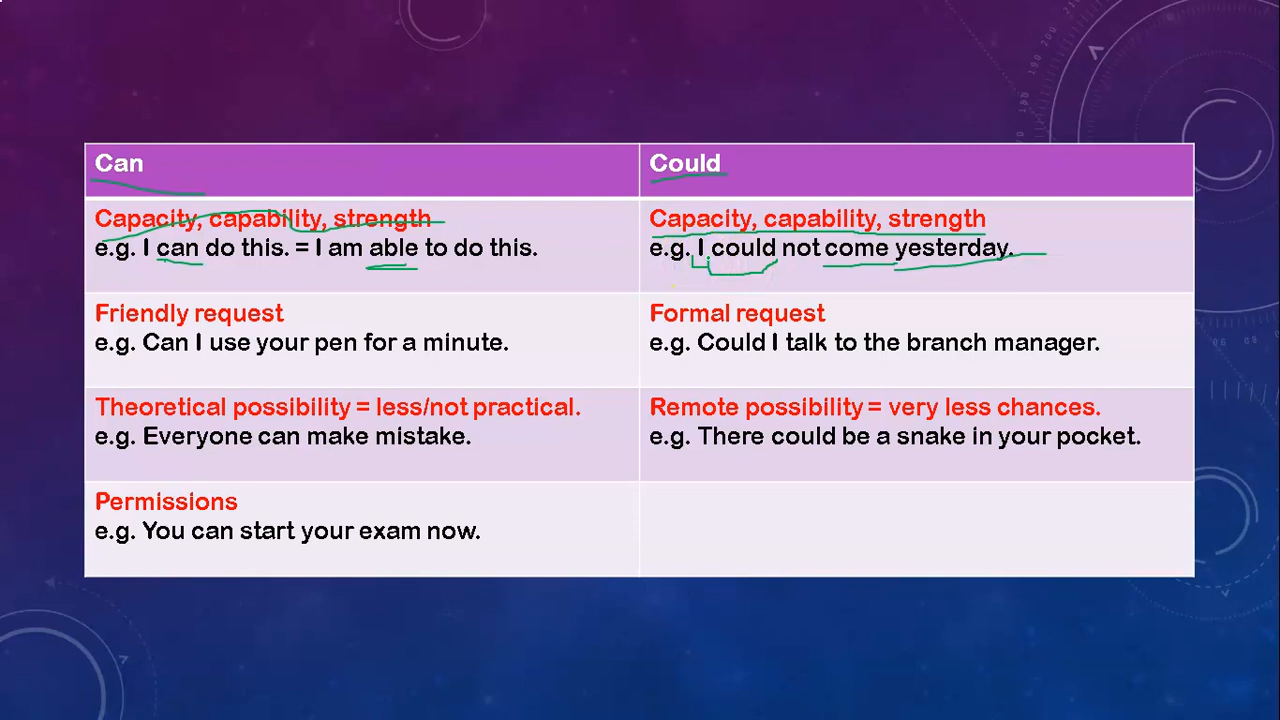 Can
Could
Capacity, capability, strength
e.g. I can do this. = I am able to do this.
Capacity, capability, strength
e.g. I could not come yesterday.
Friendly request
e.g. Can I use your pen for a minute.
Formal request
e.g. Could I talk to the branch manager.
Theoretical possibility = less/not practical.
e.g. Everyone can make mistake.
Remote possibility = very less chances.
e.g. There could be a snake in your pocket.
Permissions
e.g. You can start your exam now.